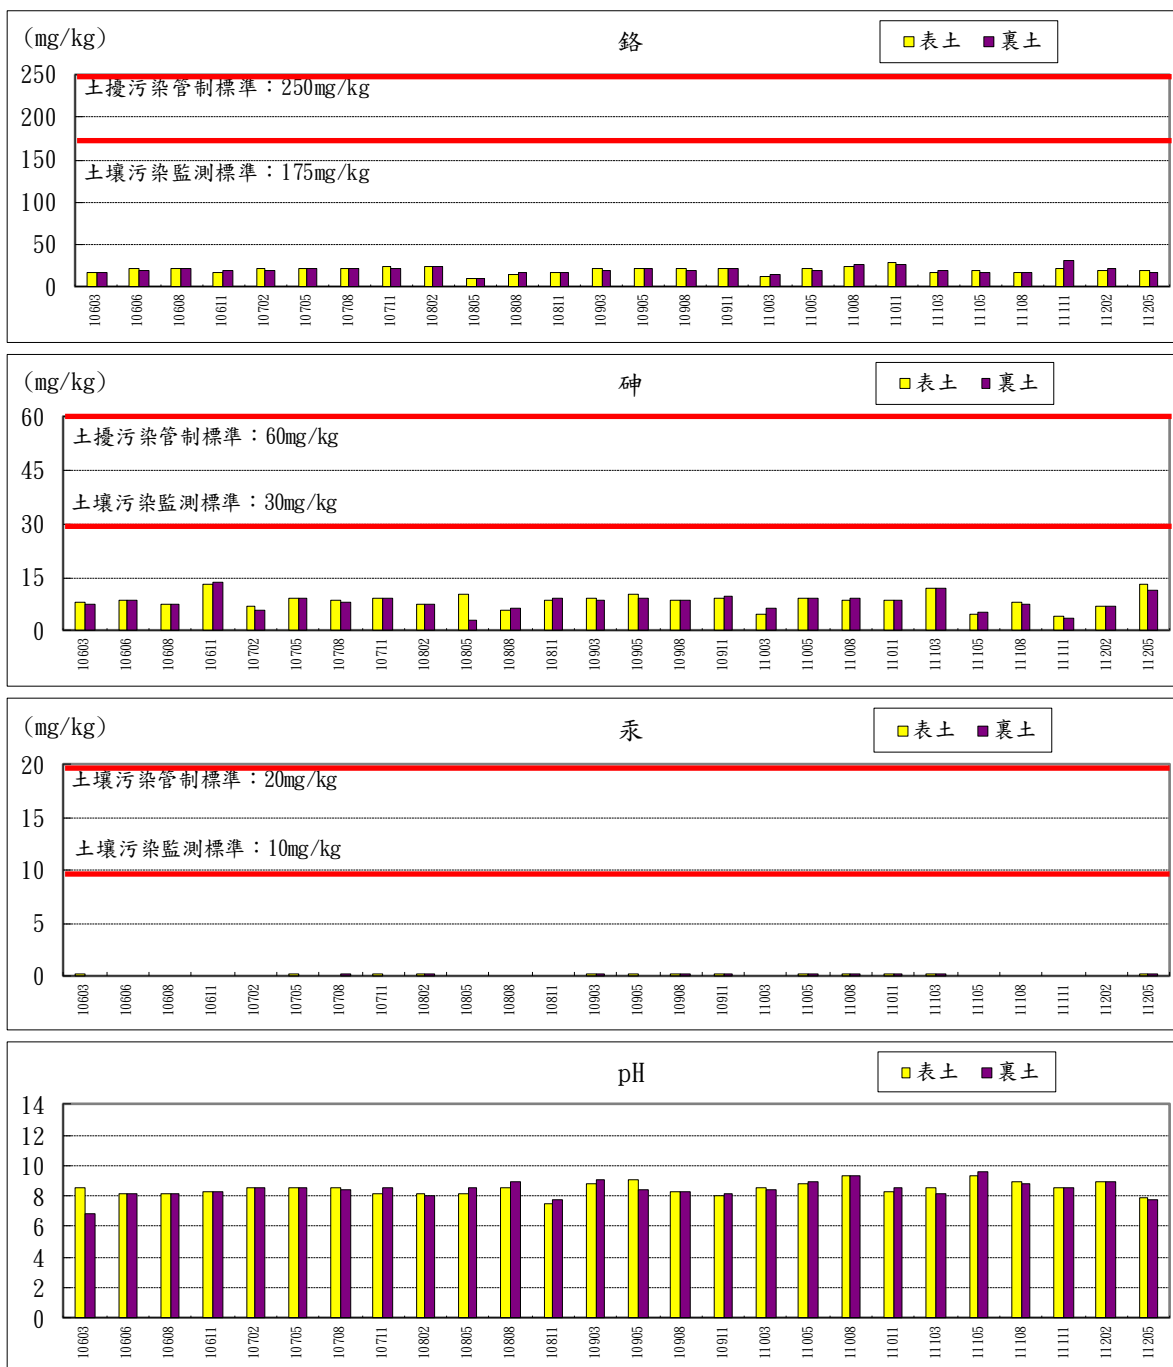 (mg/kg)
鉻
表土 裏土
250
200
150
100
50
0
土擾污染管制標準：250mg/kg
土壤污染監測標準：175mg/kg
10603 10606 10608 10611 10702 10705 10708 10711 10802 10805 10808 10811 10903 10905 10908 10911 11003 11005 11008 11011 11103 11105 11108 11111 11202 11205
(mg/kg)
砷
表土 裏土
60
45
30
15
0
土擾污染管制標準：60mg/kg
土壤污染監測標準：30mg/kg
10603 10606 10608 10611 10702 10705 10708 10711 10802 10805 10808 10811 10903 10905 10908 10911 11003 11005 11008 11011 11103 11105 11108 11111 11202 11205
(mg/kg)
汞
表土 裏土
20
15
10
5
0
土壤污染管制標準：20mg/kg
土壤污染監測標準：10mg/kg
10603 10606 10608 10611 10702 10705 10708 10711 10802 10805 10808 10811 10903 10905 10908 10911 11003 11005 11008 11011 11103 11105 11108 11111 11202 11205
pH
表土 裏土
14
12
10
8
6
4
2
0
10603 10606 10608 10611 10702 10705 10708 10711 10802 10805 10808 10811 10903 10905 10908 10911 11003 11005 11008 11011 11103 11105 11108 11111 11202 11205